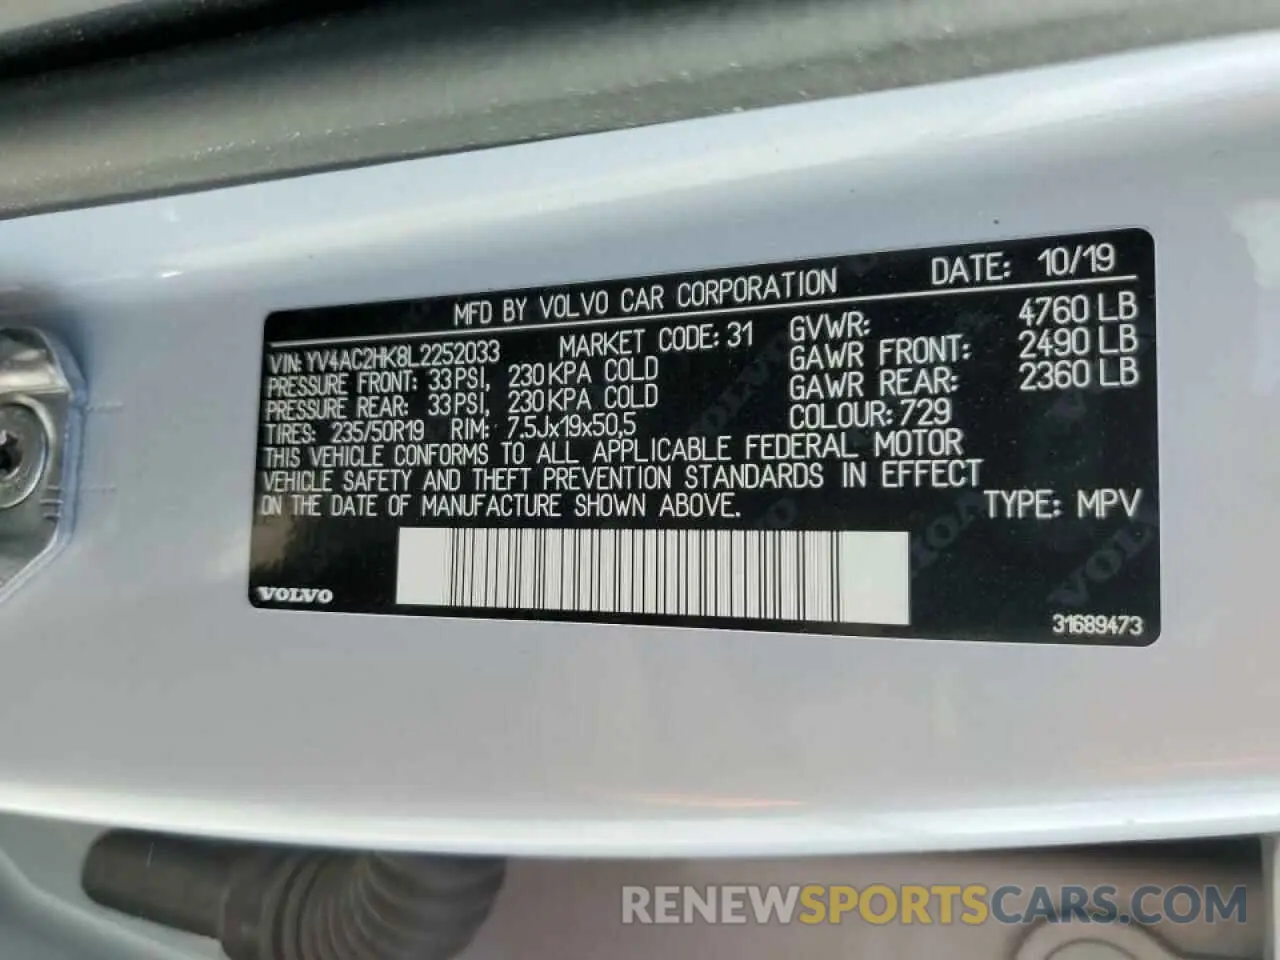 MFD BY VOLVO CAR CORPORATION DATE: 10/19
VIN: YV4AC2HK8L2252033 MARKET CODE: 31 GVWR: 4760 LB
PRESSURE FRONT: 33 PSI, 230 KPA COLD GAWR FRONT: 2490 LB
PRESSURE REAR: 33 PSI, 230 KPA COLD GAWR REAR: 2360 LB
TIRES: 235/50R19 RIM: 7.5Jx19x50,5 COLOUR: 729
THIS VEHICLE CONFORMS TO ALL APPLICABLE FEDERAL MOTOR
VEHICLE SAFETY AND THEFT PREVENTION STANDARDS IN EFFECT
ON THE DATE OF MANUFACTURE SHOWN ABOVE. TYPE: MPV
VOLVO
31689473
RENEWSPORTSCARS.COM